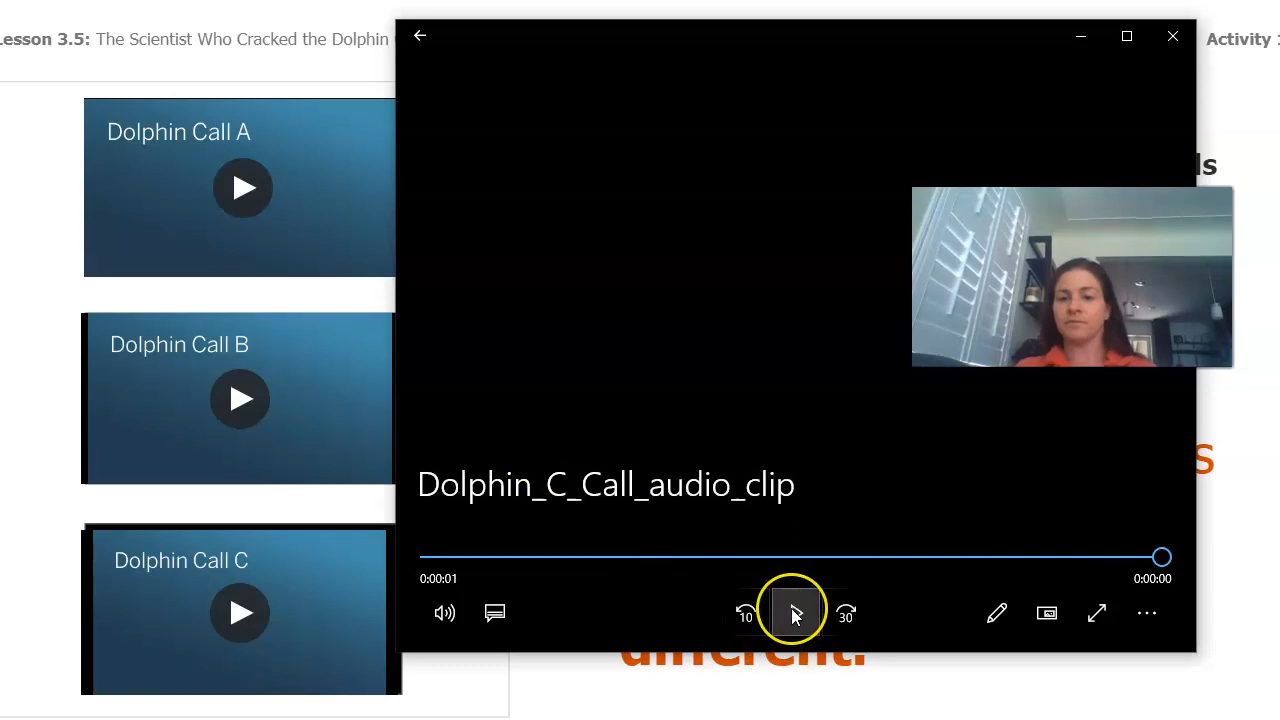 Lesson 3.5: The Scientist Who Cracked the Dolphin
Activity
Dolphin Call A
Dolphin Call B
Dolphin Call C
Dolphin_C_Call_audio_clip
0:00:01
0:00:00
10
30
different.